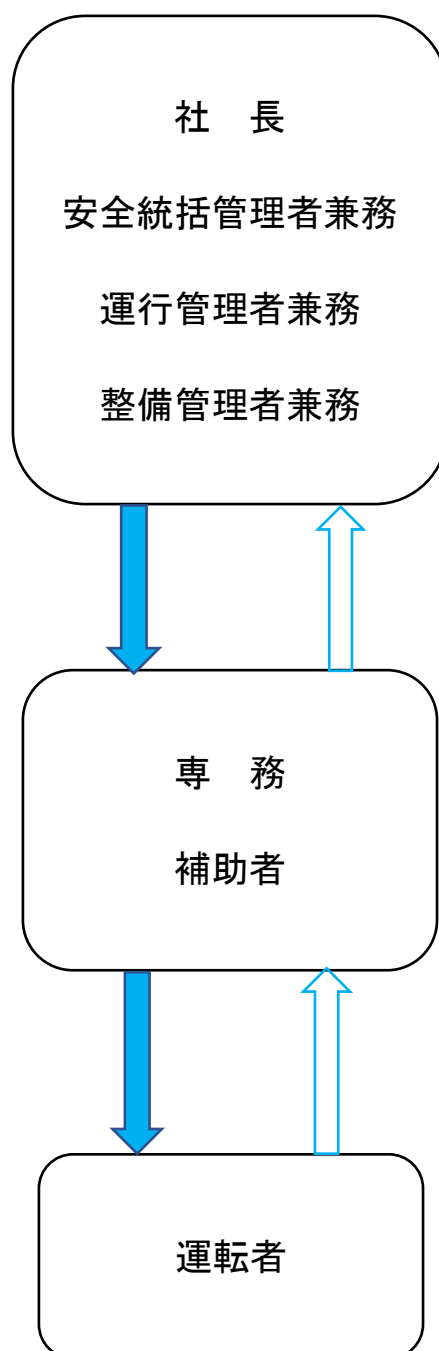 社　長
安全統括管理者兼務
運行管理者兼務
整備管理者兼務
専　務
補助者
運転者